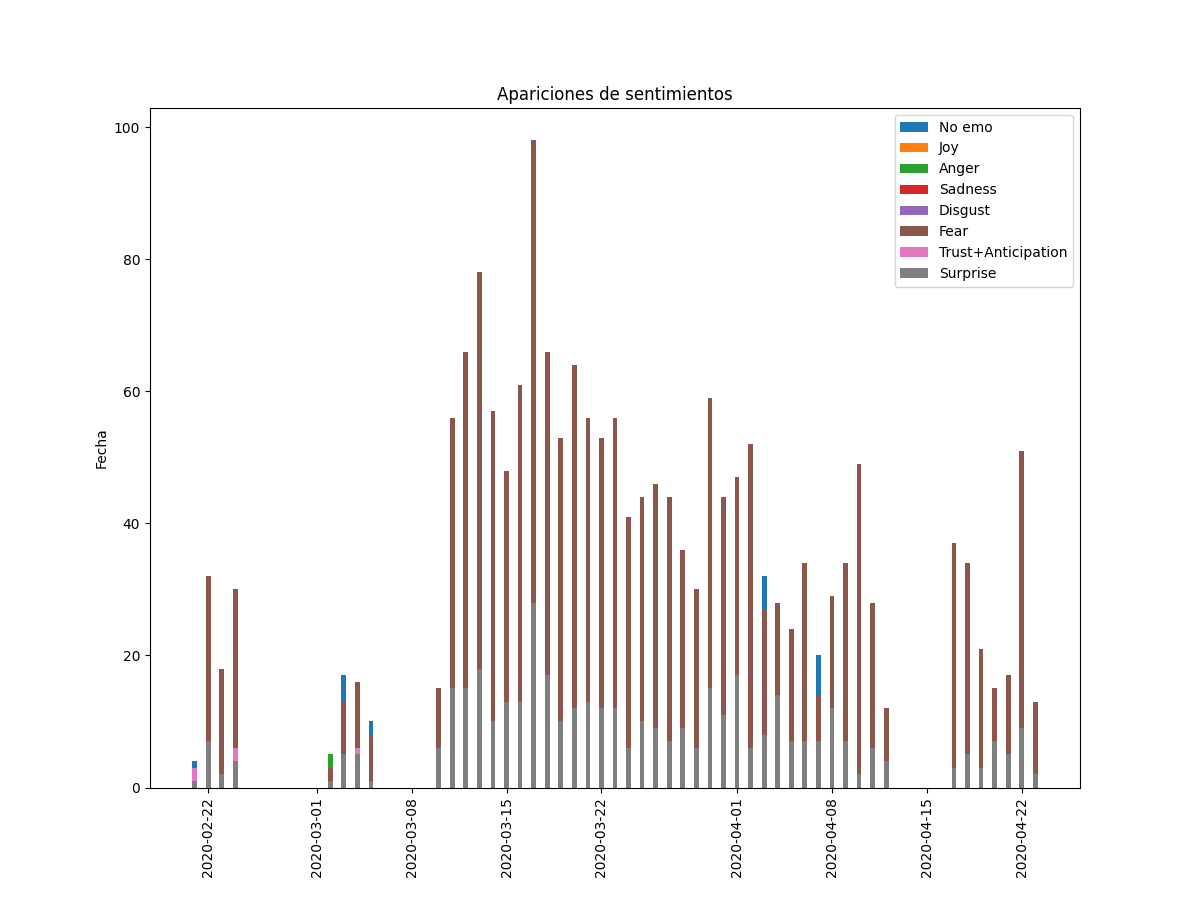 Apariciones de sentimientos
No emo
Joy
Anger
Sadness
Disgust
Fear
Trust+Anticipation
Surprise
Fecha
100
80
60
40
20
0
2020-02-22
2020-03-01
2020-03-08
2020-03-15
2020-03-22
2020-04-01
2020-04-08
2020-04-15
2020-04-22